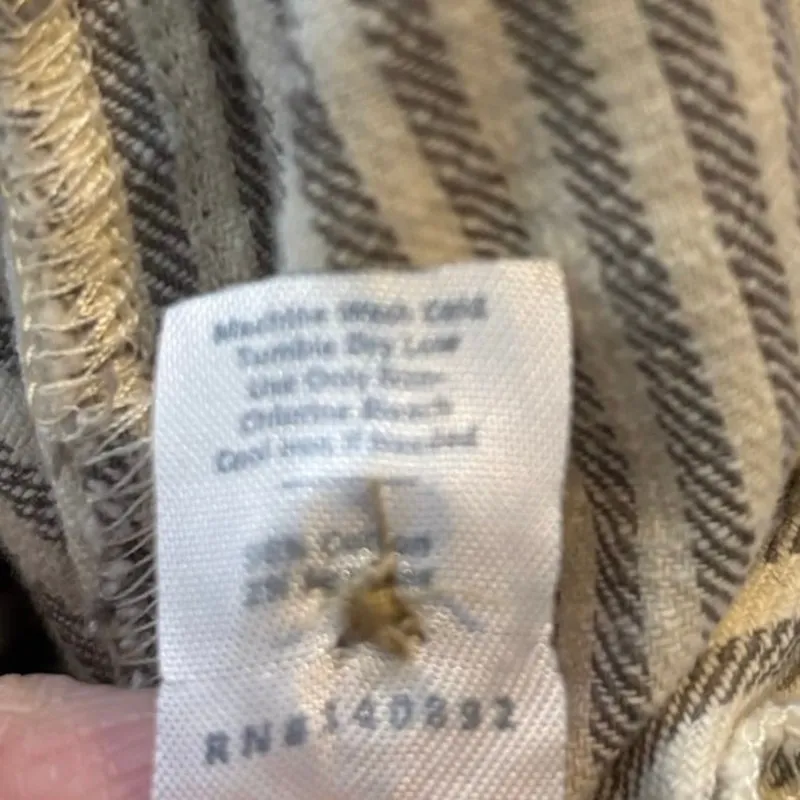 Machine Wash Cold
Tumble Dry Low
Use Only Non-
Chlorine Bleach
Cool Iron If Needed
RN# 140892